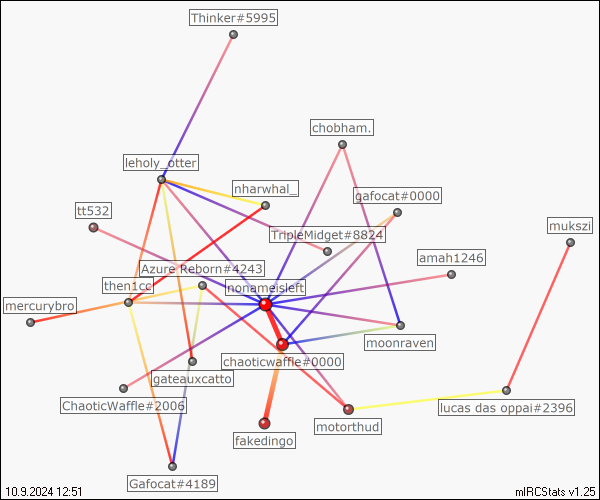 Thinker#5995
chobham.
leholy_otter
nharwhal_
gafocat#0000
tt532
mukszi
TripleMidget#8824
amah1246
Azure Reborn#4243
then1cc
nonameisleft
mercurybro
moonraven
chaoticwaffle#0000
gateauxcatto
ChaoticWaffle#2006
lucas das oppai#2396
motorthud
fakedingo
Gafocat#4189
10.9.2024 12:51
mIRCStats v1.25